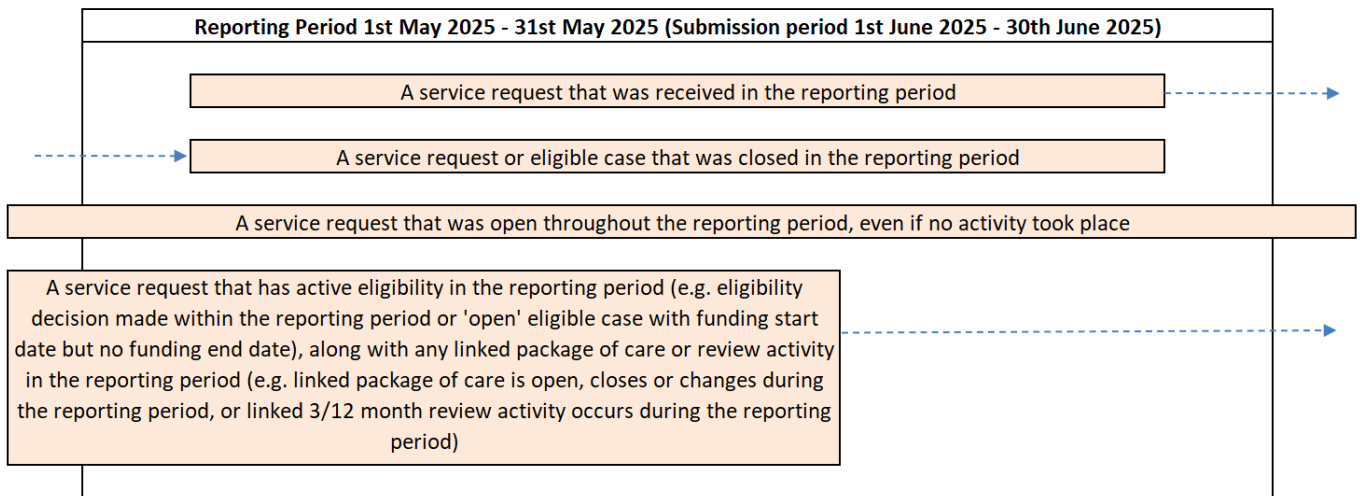 Reporting Period 1st May 2025 - 31st May 2025 (Submission period 1st June 2025 - 30th June 2025)
A service request that was received in the reporting period
A service request or eligible case that was closed in the reporting period
A service request that was open throughout the reporting period, even if no activity took place
A service request that has active eligibility in the reporting period (e.g. eligibility
decision made within the reporting period or 'open' eligible case with funding start
date but no funding end date), along with any linked package of care or review activity
in the reporting period (e.g. linked package of care is open, closes or changes during
the reporting period, or linked 3/12 month review activity occurs during the reporting
period)